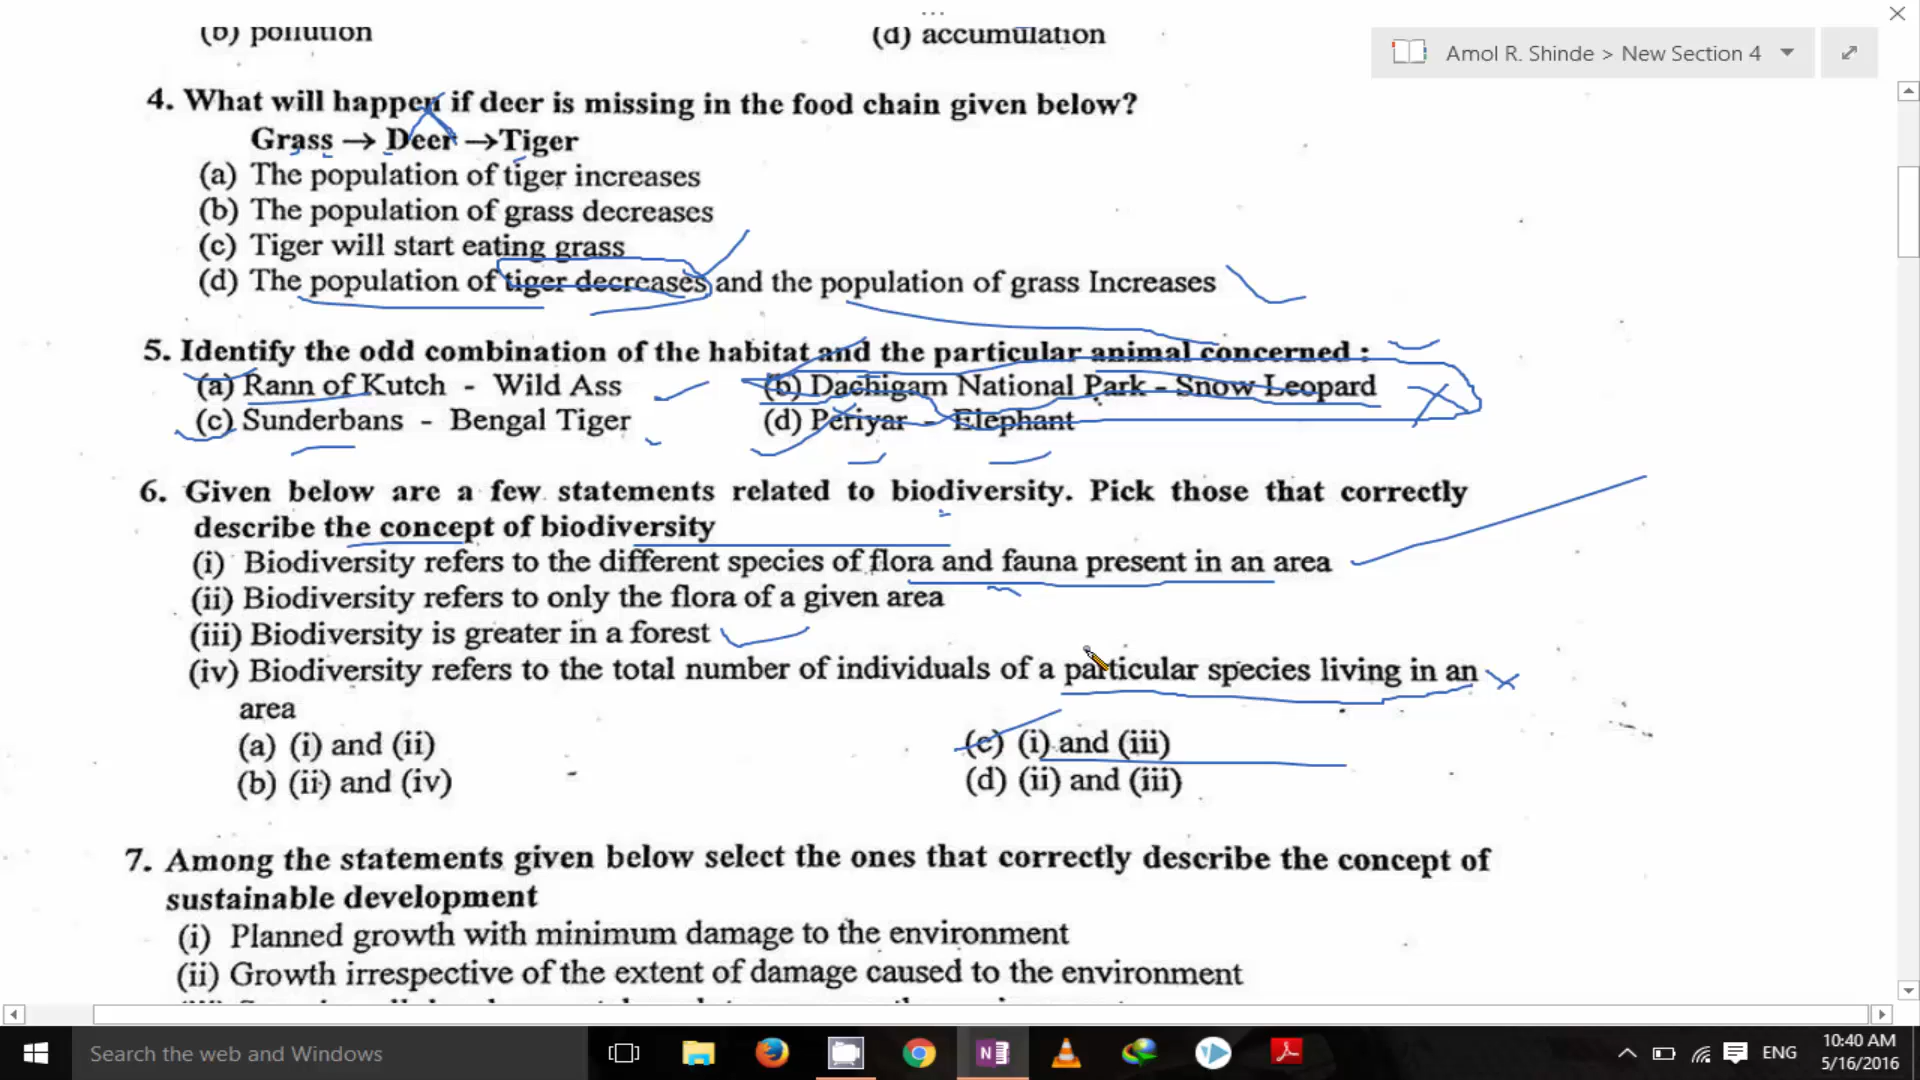 ...
(b) pollution (d) accumulation
Amol R. Shinde > New Section 4
4. What will happen if deer is missing in the food chain given below?
Grass → Deer →Tiger
(a) The population of tiger increases
(b) The population of grass decreases
(c) Tiger will start eating grass
(d) The population of tiger decreases and the population of grass Increases
5. Identify the odd combination of the habitat and the particular animal concerned :
(a) Rann of Kutch - Wild Ass (b) Dachigam National Park - Snow Leopard
(c) Sunderbans - Bengal Tiger (d) Periyar - Elephant
6. Given below are a few statements related to biodiversity. Pick those that correctly
describe the concept of biodiversity
(i) Biodiversity refers to the different species of flora and fauna present in an area
(ii) Biodiversity refers to only the flora of a given area
(iii) Biodiversity is greater in a forest
(iv) Biodiversity refers to the total number of individuals of a particular species living in an
area
(a) (i) and (ii) (c) (i) and (iii)
(b) (ii) and (iv) (d) (ii) and (iii)
7. Among the statements given below select the ones that correctly describe the concept of
sustainable development
(i) Planned growth with minimum damage to the environment
(ii) Growth irrespective of the extent of damage caused to the environment
Search the web and Windows
N
ENG
10:40 AM
5/16/2016